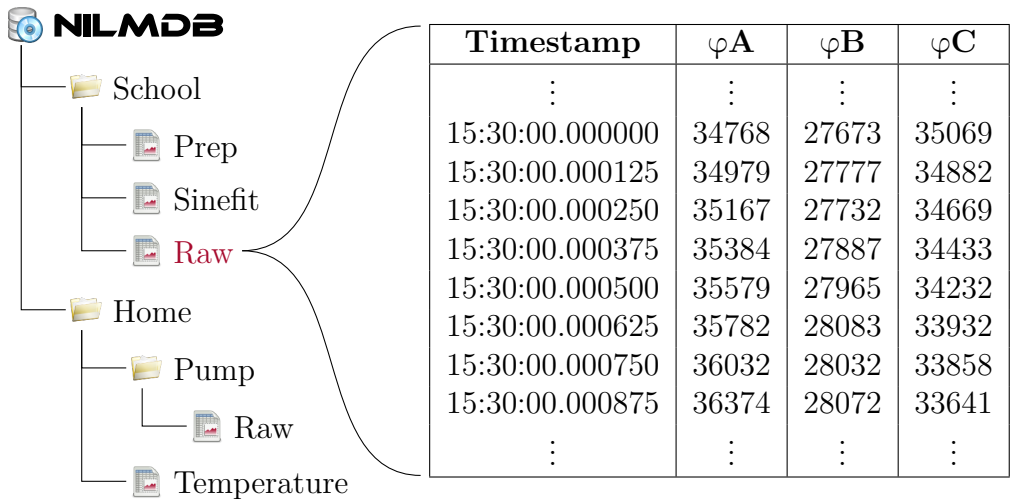 NILMDB
School
Prep
Sinefit
Raw
Home
Pump
Raw
Temperature
Timestamp φA φB φC
⋮ ⋮ ⋮ ⋮
15:30:00.000000 34768 27673 35069
15:30:00.000125 34979 27777 34882
15:30:00.000250 35167 27732 34669
15:30:00.000375 35384 27887 34433
15:30:00.000500 35579 27965 34232
15:30:00.000625 35782 28083 33932
15:30:00.000750 36032 28032 33858
15:30:00.000875 36374 28072 33641
⋮ ⋮ ⋮ ⋮